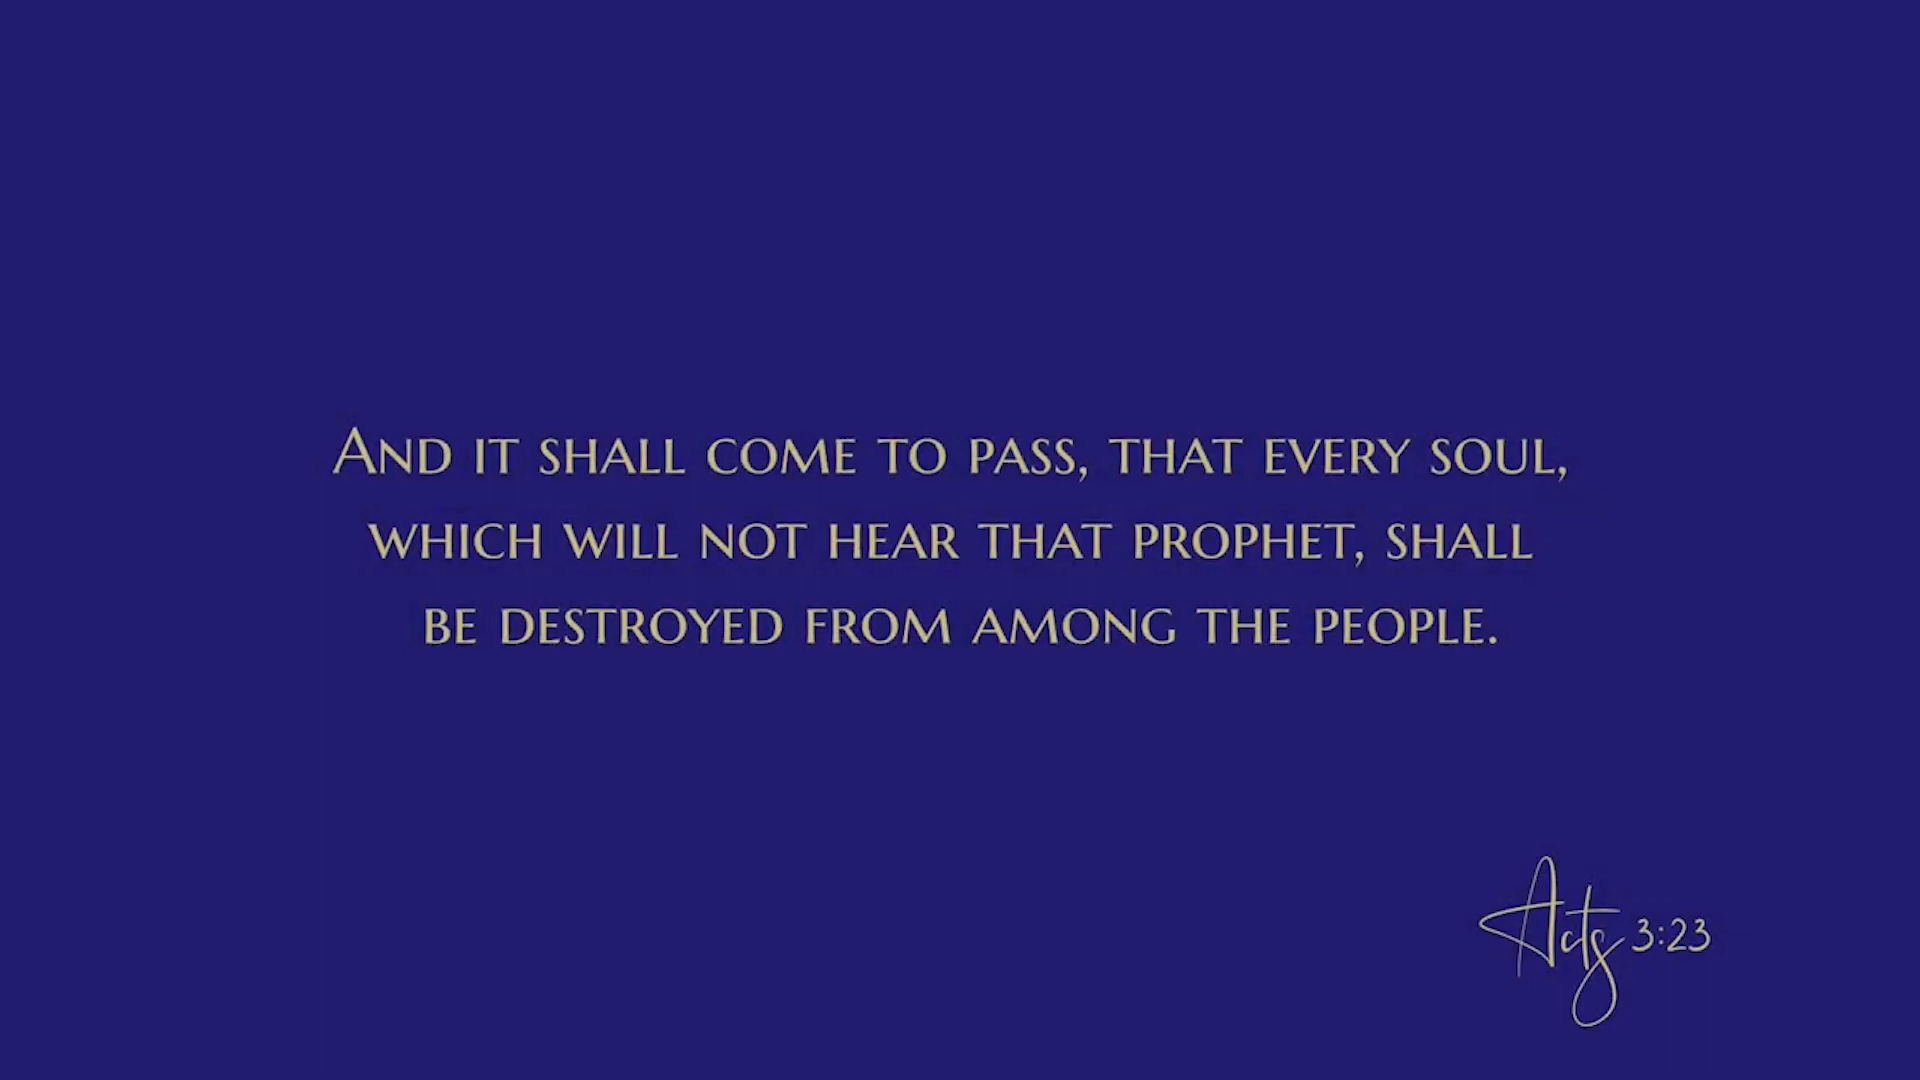 And it shall come to pass, that every soul,
which will not hear that prophet, shall
be destroyed from among the people.
Acts 3:23